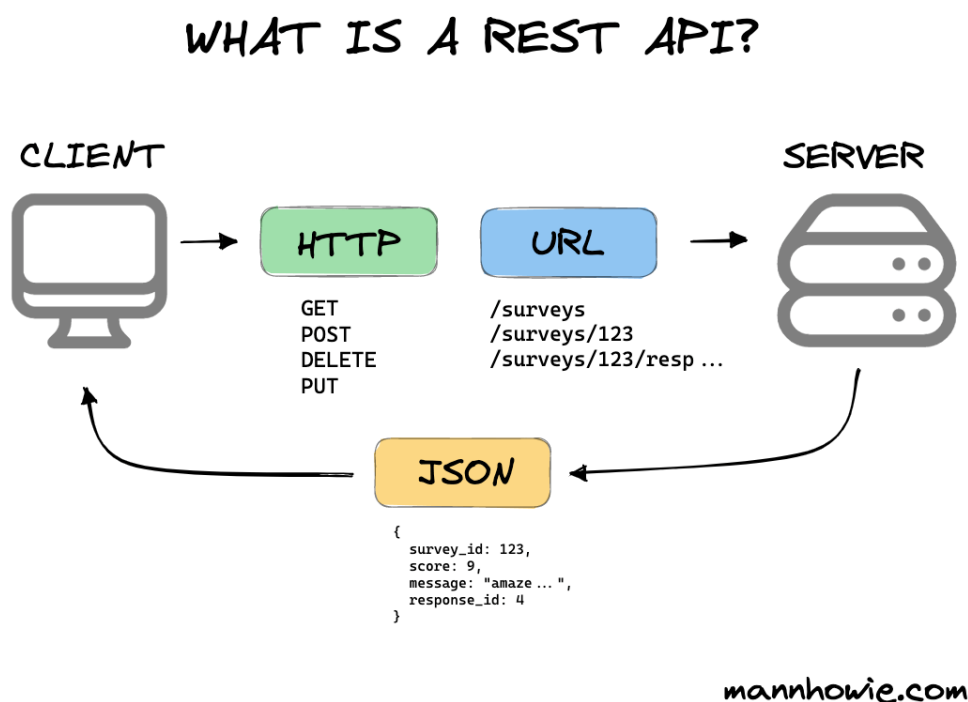 WHAT IS A REST API?
CLIENT
SERVER
HTTP
URL
GET
POST
DELETE
PUT
/surveys
/surveys/123
/surveys/123/resp...
JSON
{
survey_id: 123,
score: 9,
message: "amaze...",
response_id: 4
}
mannhowie.com